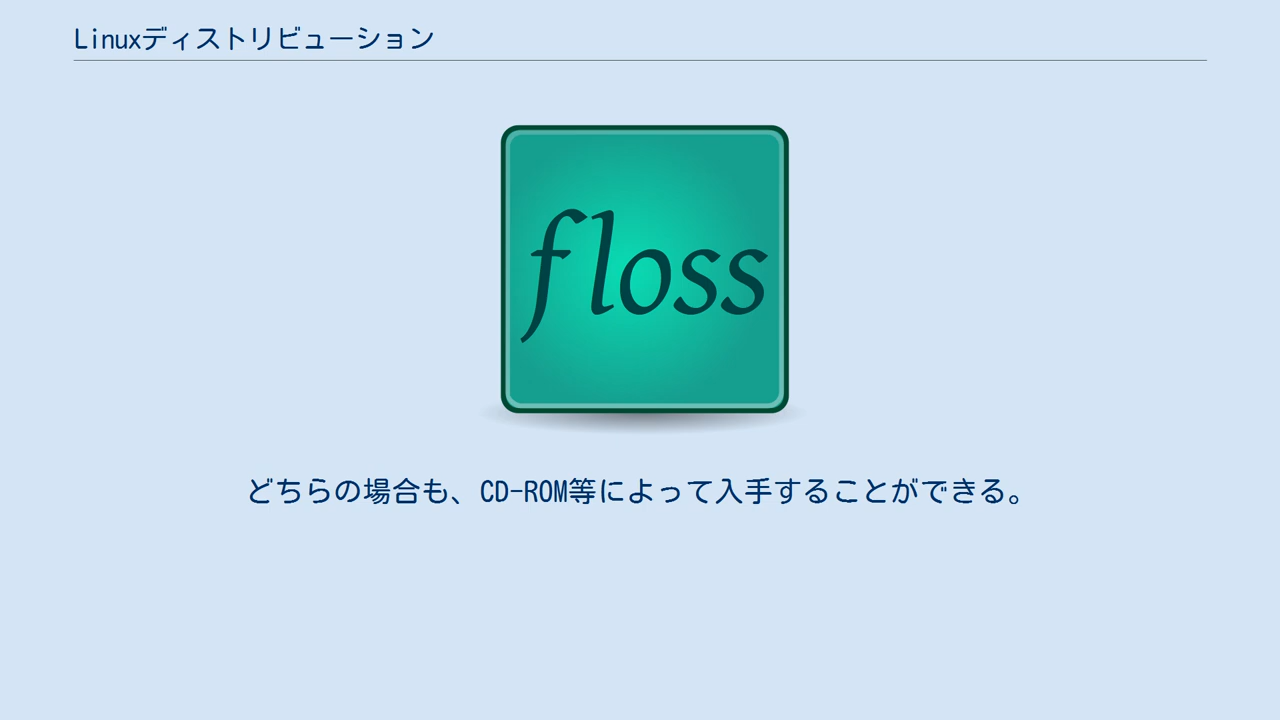 Linuxディストリビューション
floss
どちらの場合も、CD-ROM等によって入手することができる。